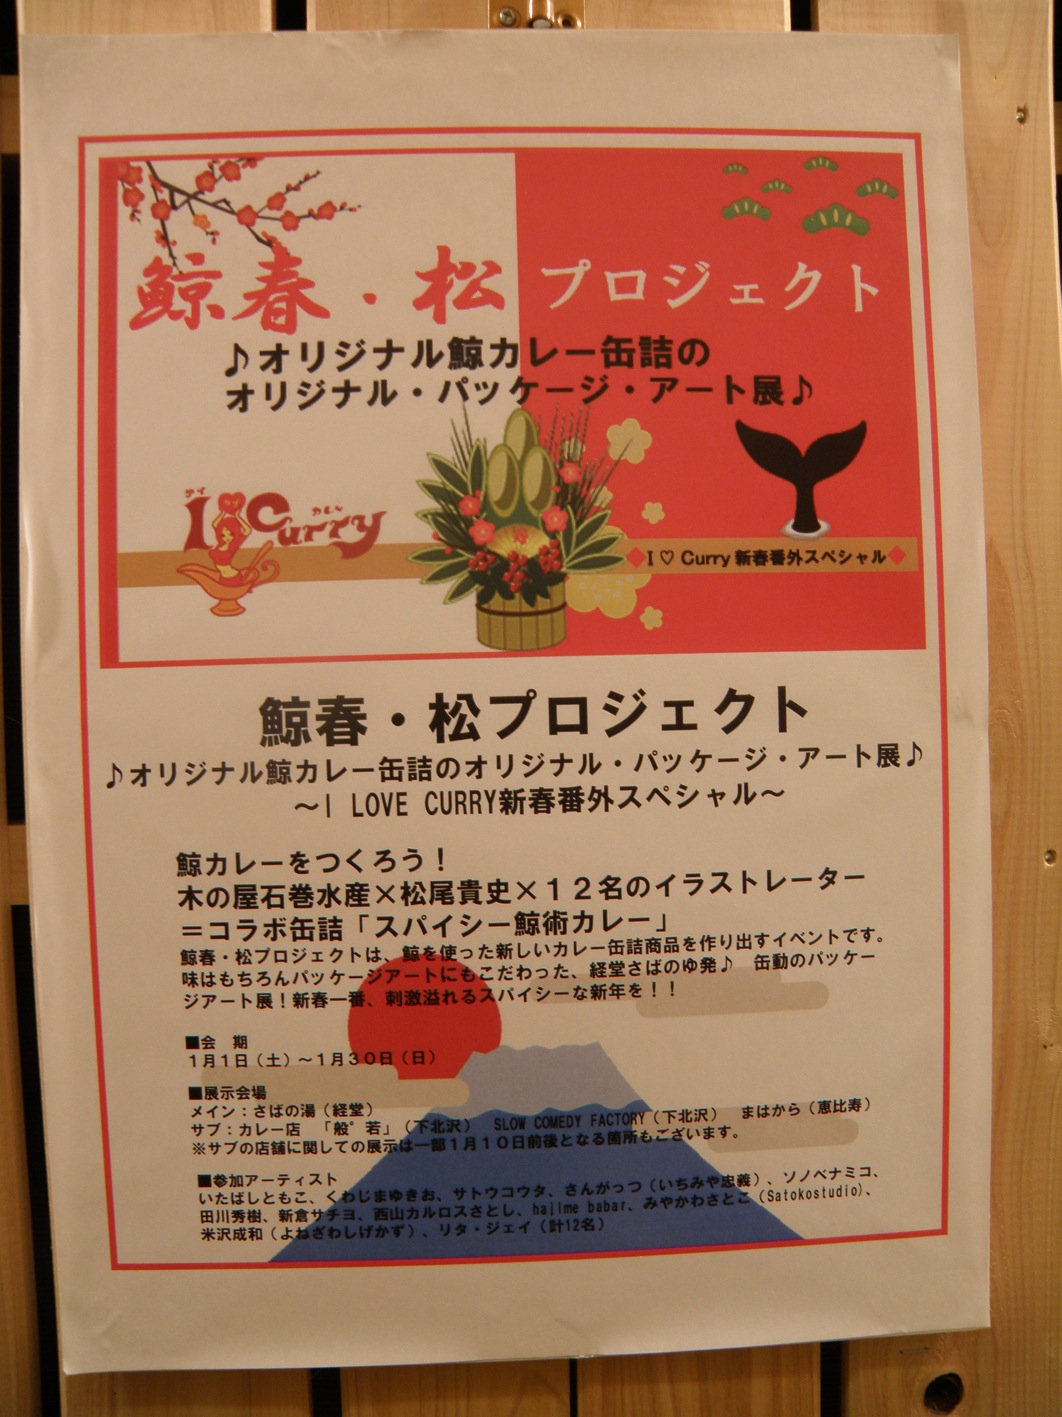 鯨春・松プロジェクト
♪オリジナル鯨カレー缶詰の
オリジナル・パッケージ・アート展♪
アイ カレー
I Curry
◆I ♡ Curry 新春番外スペシャル◆
鯨春・松プロジェクト
♪オリジナル鯨カレー缶詰のオリジナル・パッケージ・アート展♪
～I LOVE CURRY新春番外スペシャル～
鯨カレーをつくろう！
木の屋石巻水産×松尾貴史×１２名のイラストレーター
＝コラボ缶詰「スパイシー鯨術カレー」
鯨春・松プロジェクトは、鯨を使った新しいカレー缶詰商品を作り出すイベントです。
味はもちろんパッケージアートにもこだわった、経堂さばのゆ発♪　缶動のパッケー
ジアート展！新春一番、刺激溢れるスパイシーな新年を！！
■会　期
１月１日（土）～１月３０日（日）
■展示会場
メイン：さばの湯（経堂）
サブ：カレー店　「般゜若」（下北沢）　SLOW COMEDY FACTORY（下北沢）　まはから（恵比寿）
※サブの店舗に関しての展示は一部１月１０日前後となる箇所もございます。
■参加アーティスト
いたばしともこ、くわじまゆきお、サトウコウタ、さんがっつ（いちみや忠義）、ソノベナミコ、
田川秀樹、新倉サチヨ、西山カルロスさとし、hajime babar、みやかわさとこ（Satokostudio）、
米沢成和（よねざわしげかず）、リタ・ジェイ（計12名）